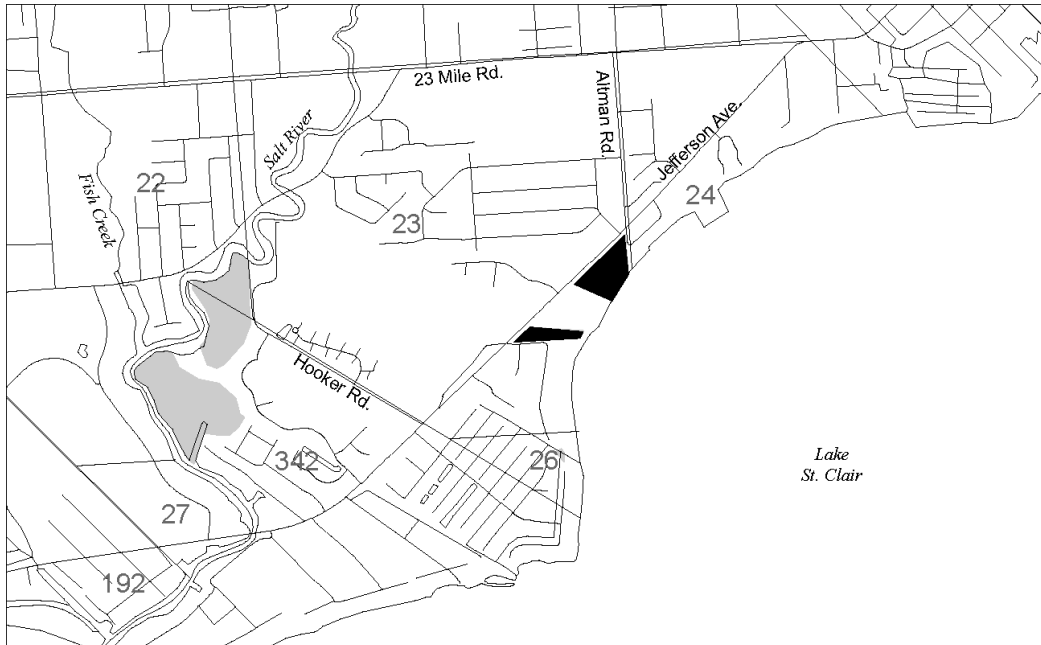 23 Mile Rd.
Altman Rd.
Salt River
Jefferson Ave.
22
Fish Creek
24
23
Hooker Rd.
342
26
Lake
St. Clair
27
192